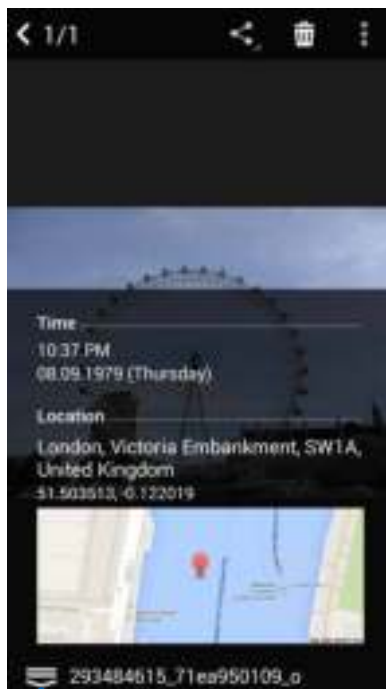 1/1
Time
10:37 PM
08.09.1979 (Thursday)
Location
London, Victoria Embankment, SW1A,
United Kingdom
51.503513, -0.122019
293484615_71ea950109_o